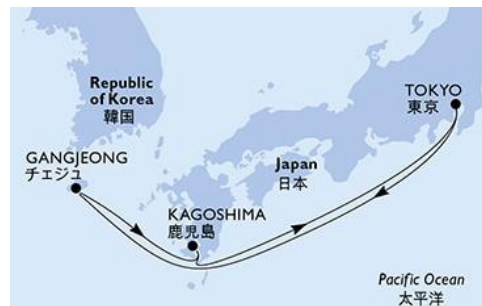 Republic
of Korea
韓国
TOKYO
東京
GANGJEONG
チェジュ
Japan
日本
KAGOSHIMA
鹿児島
Pacific Ocean
太平洋